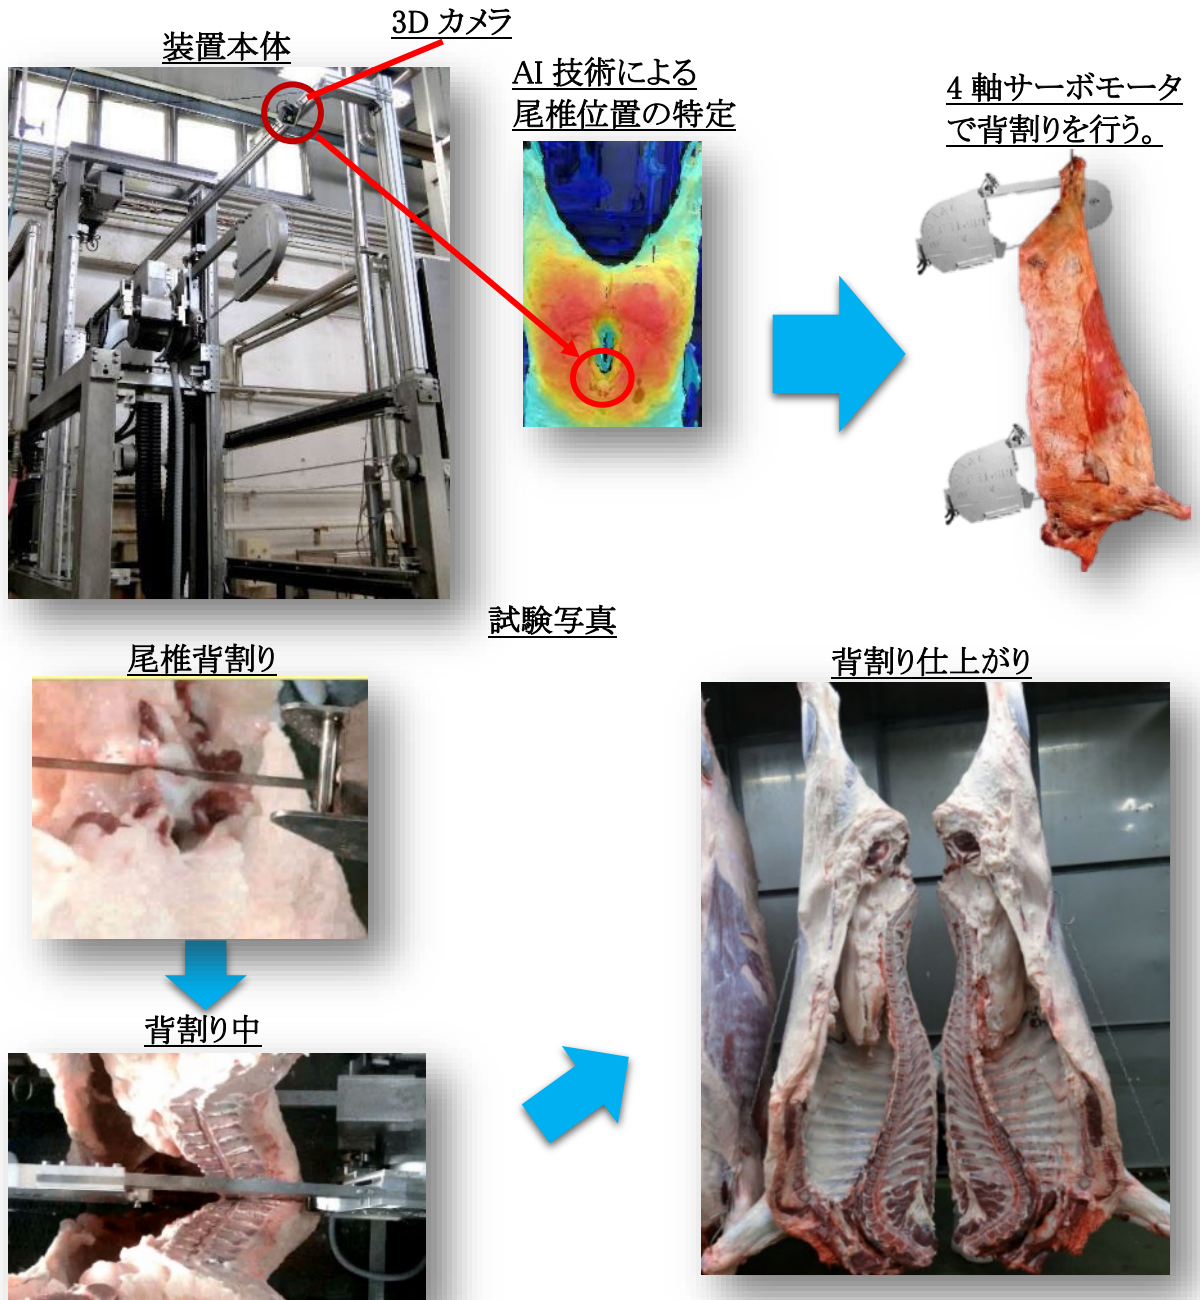 3D カメラ
装置本体
AI 技術による
尾椎位置の特定
4 軸サーボモータ
で背割りを行う。
試験写真
尾椎背割り
背割り仕上がり
背割り中